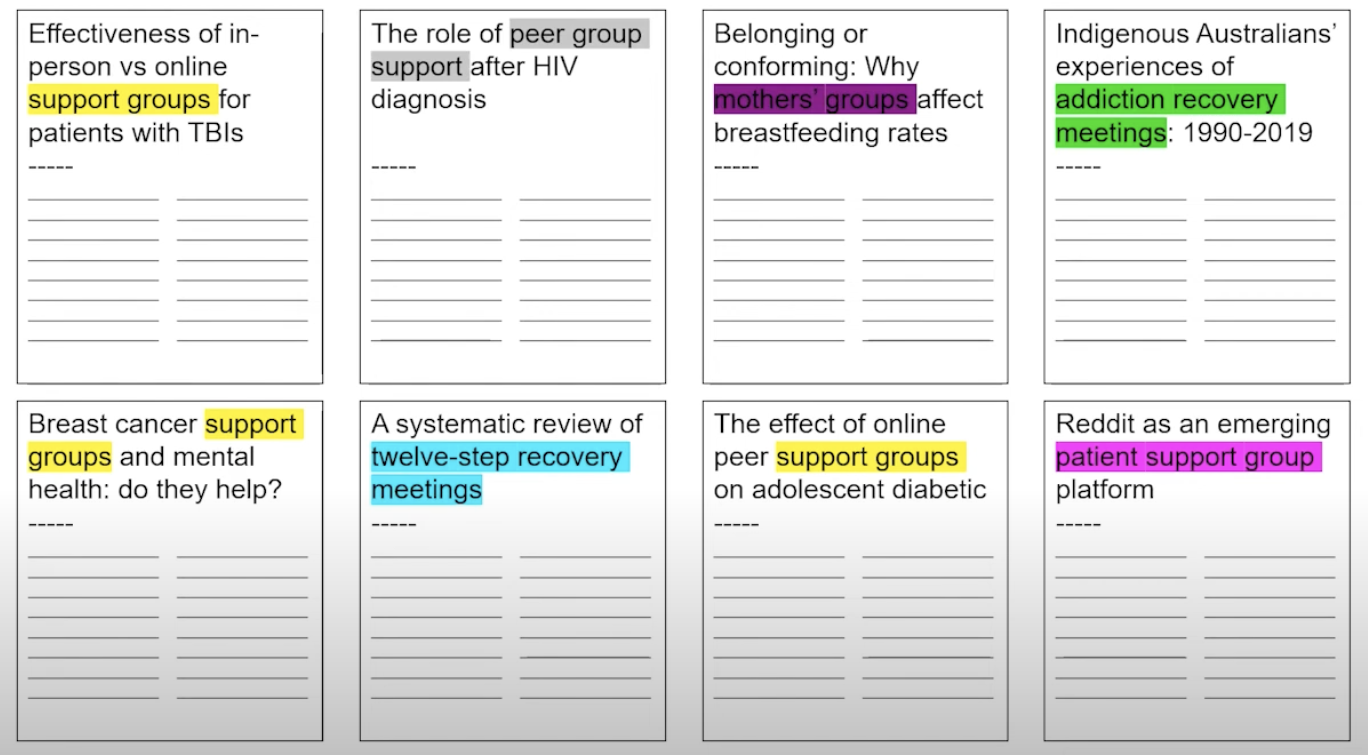 Effectiveness of in-
person vs online
support groups for
patients with TBIs
-----
The role of peer group
support after HIV
diagnosis
-----
Belonging or
conforming: Why
mothers’ groups affect
breastfeeding rates
-----
Indigenous Australians’
experiences of
addiction recovery
meetings: 1990-2019
-----
Breast cancer support
groups and mental
health: do they help?
-----
A systematic review of
twelve-step recovery
meetings
-----
The effect of online
peer support groups
on adolescent diabetic
-----
Reddit as an emerging
patient support group
platform
-----